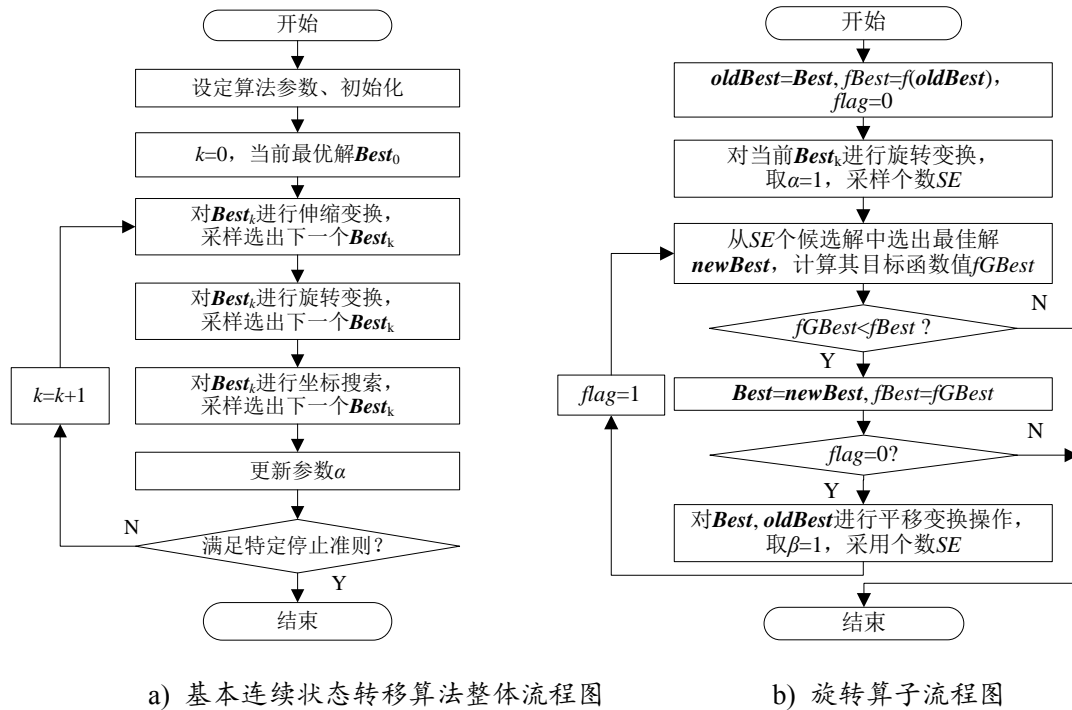 开始
设定算法参数、初始化
k=0，当前最优解Best₀
对Bestₖ进行伸缩变换，
采样选出下一个Bestₖ
对Bestₖ进行旋转变换，
采样选出下一个Bestₖ
对Bestₖ进行坐标搜索，
采样选出下一个Bestₖ
k=k+1
更新参数α
N
满足特定停止准则？
Y
结束
a) 基本连续状态转移算法整体流程图
开始
oldBest=Best, fBest=f(oldBest)，
flag=0
对当前Bestₖ进行旋转变换，
取α=1，采样个数SE
从SE个候选解中选出最佳解
newBest，计算其目标函数值fGBest
N
fGBest<fBest ?
Y
flag=1
Best=newBest, fBest=fGBest
N
flag=0?
Y
对Best, oldBest进行平移变换操作，
取β=1，采用个数SE
结束
b) 旋转算子流程图